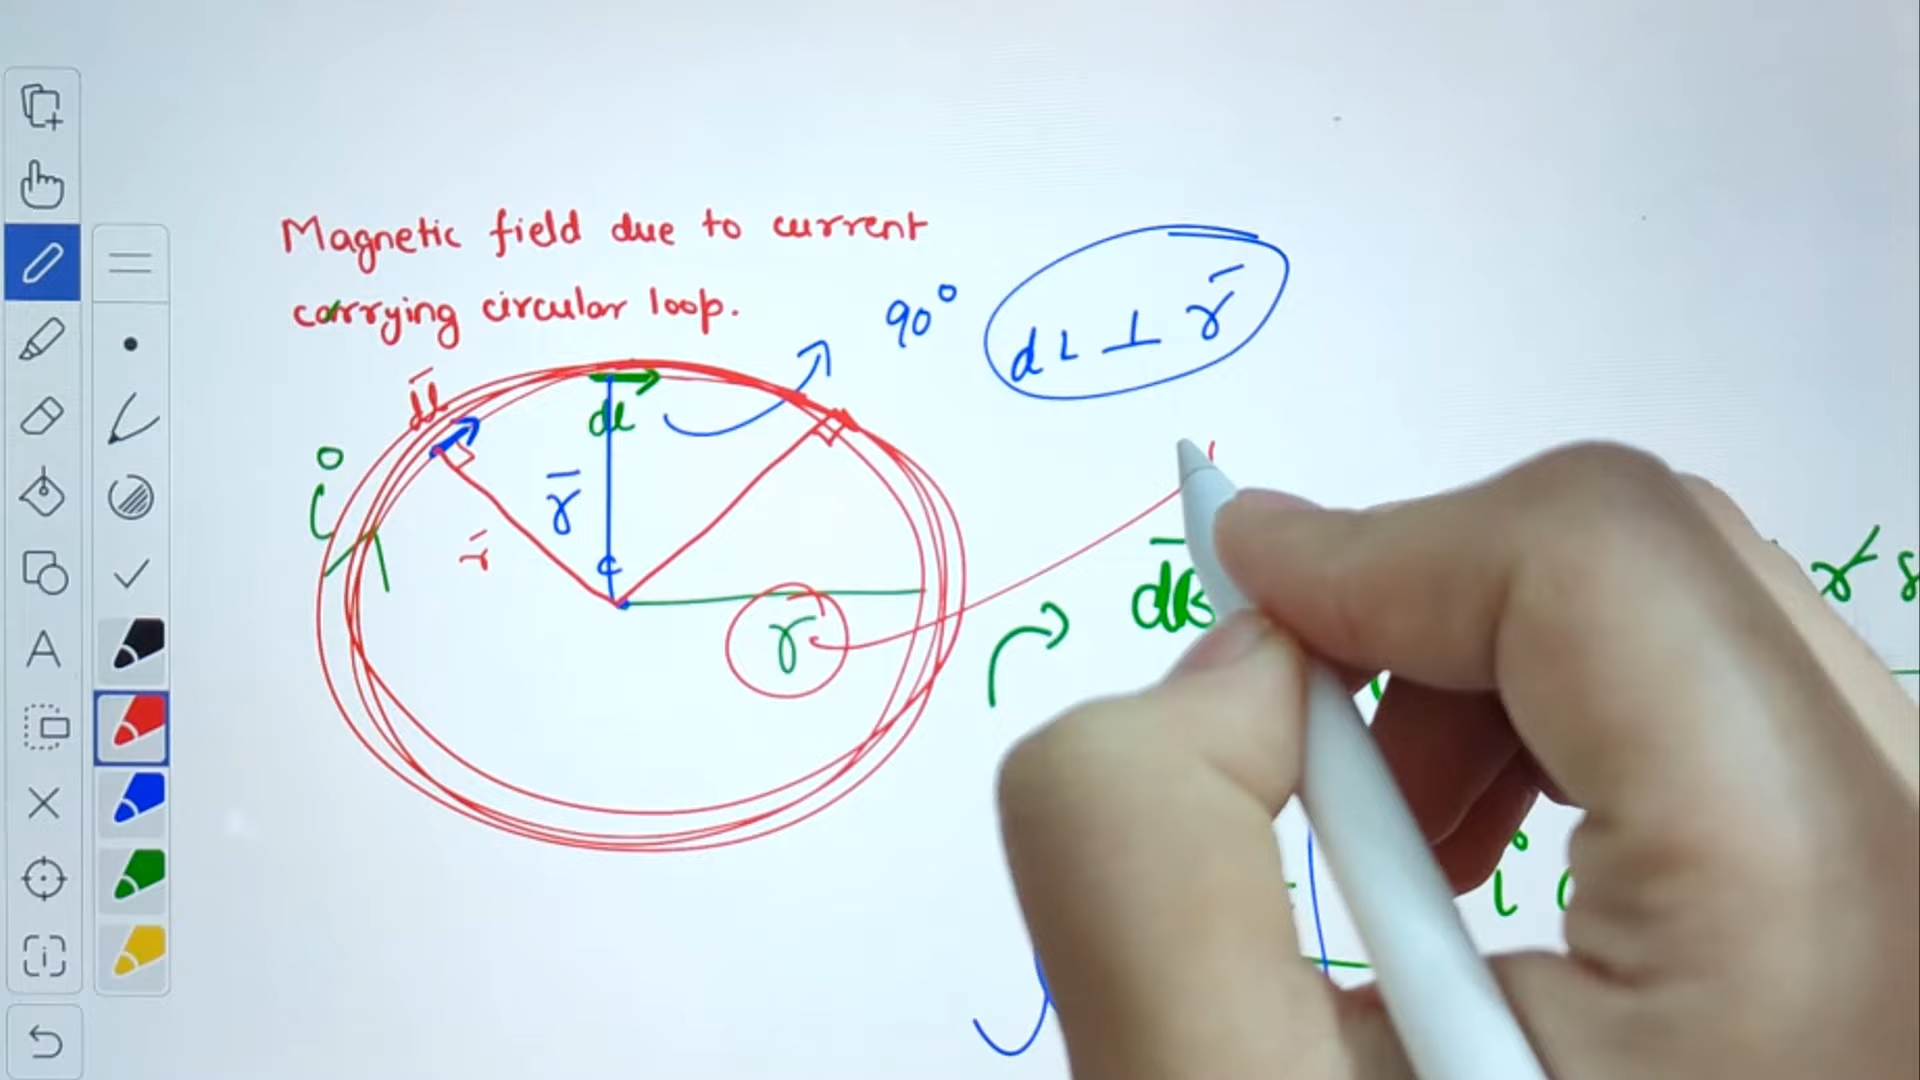 Magnetic field due to current
carrying circular loop.
90°
dL ⊥ r̄
dl̄
dl
i
r̄
r̄
C
r
dB
i